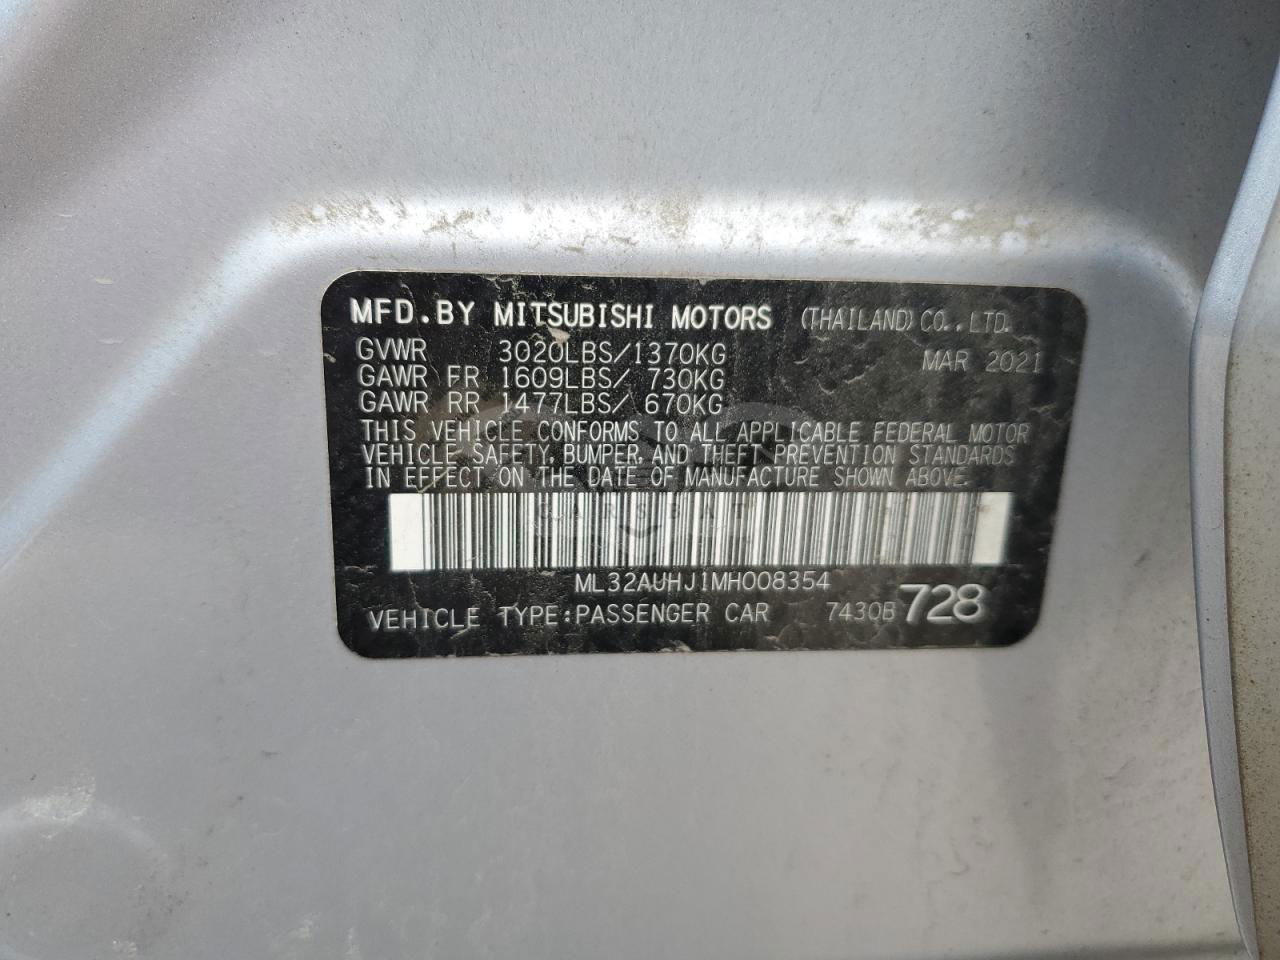 MFD.BY MITSUBISHI MOTORS (THAILAND) CO.,LTD.
GVWR 3020LBS/1370KG MAR 2021
GAWR FR 1609LBS/ 730KG
GAWR RR 1477LBS/ 670KG
THIS VEHICLE CONFORMS TO ALL APPLICABLE FEDERAL MOTOR
VEHICLE SAFETY, BUMPER, AND THEFT PREVENTION STANDARDS
IN EFFECT ON THE DATE OF MANUFACTURE SHOWN ABOVE.
ML32AUHJ1MH008354
VEHICLE TYPE:PASSENGER CAR 7430B 728